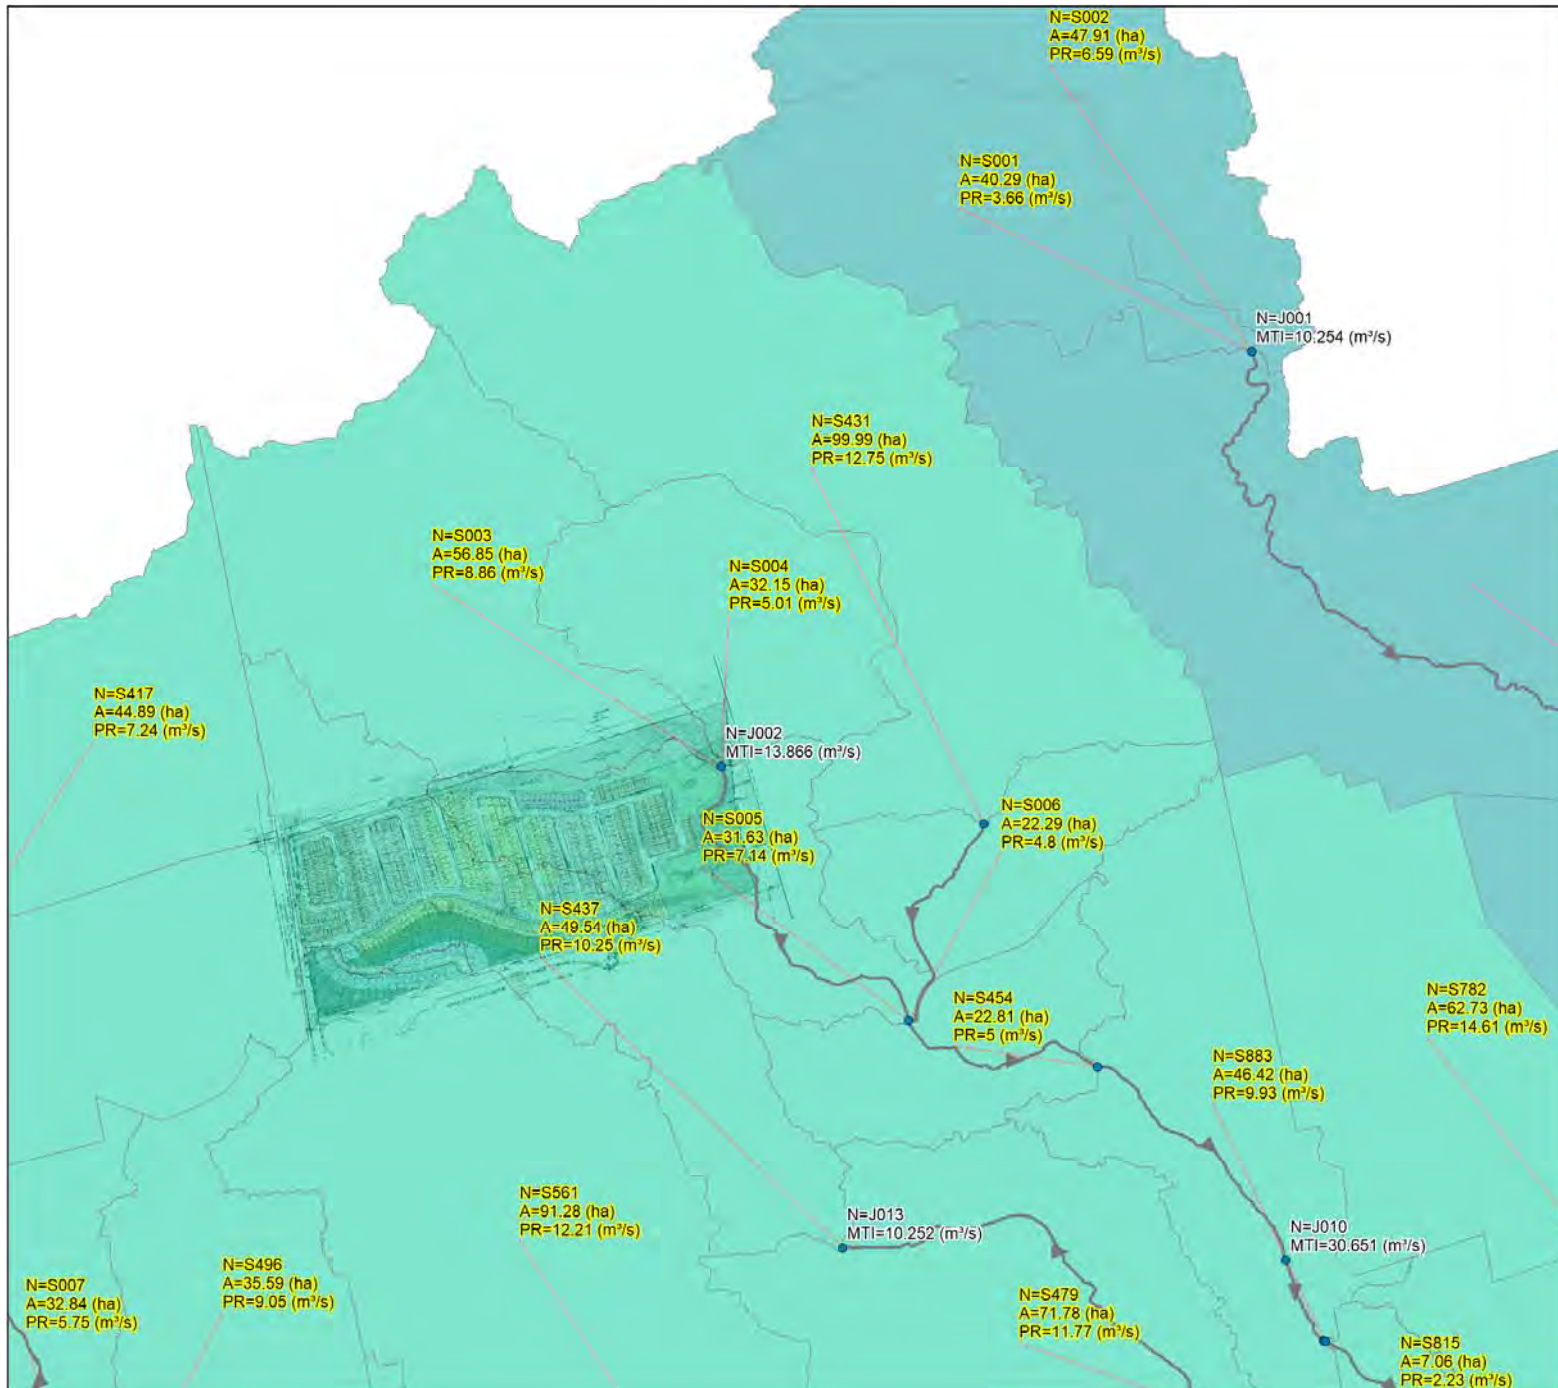 N=S002
A=47.91 (ha)
PR=6.59 (m³/s)
N=S001
A=40.29 (ha)
PR=3.66 (m³/s)
N=J001
MTI=10.254 (m³/s)
N=S431
A=99.99 (ha)
PR=12.75 (m³/s)
N=S003
A=56.85 (ha)
PR=8.86 (m³/s)
N=S004
A=32.15 (ha)
PR=5.01 (m³/s)
N=S417
A=44.89 (ha)
PR=7.24 (m³/s)
N=J002
MTI=13.866 (m³/s)
N=S005
A=31.63 (ha)
PR=7.14 (m³/s)
N=S006
A=22.29 (ha)
PR=4.8 (m³/s)
N=S437
A=49.54 (ha)
PR=10.25 (m³/s)
N=S454
A=22.81 (ha)
PR=5 (m³/s)
N=S782
A=62.73 (ha)
PR=14.61 (m³/s)
N=S883
A=46.42 (ha)
PR=9.93 (m³/s)
N=S561
A=91.28 (ha)
PR=12.21 (m³/s)
N=J013
MTI=10.252 (m³/s)
N=J010
MTI=30.651 (m³/s)
N=S496
A=35.59 (ha)
PR=9.05 (m³/s)
N=S007
A=32.84 (ha)
PR=5.75 (m³/s)
N=S479
A=71.78 (ha)
PR=11.77 (m³/s)
N=S815
A=7.06 (ha)
PR=2.23 (m³/s)